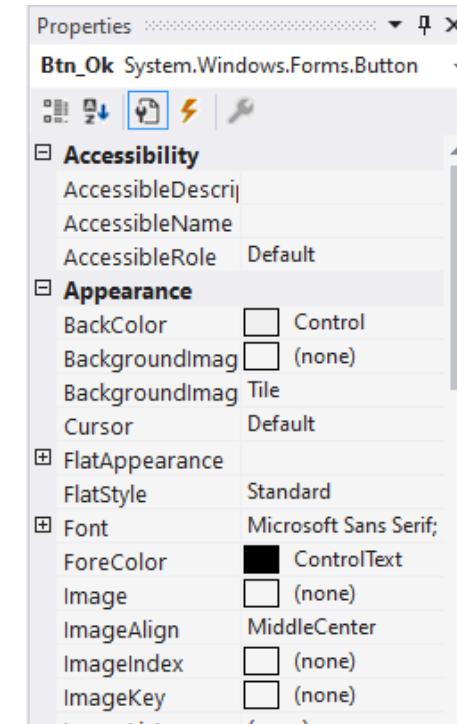 Properties
Btn_Ok System.Windows.Forms.Button
Accessibility
AccessibleDescrip
AccessibleName
AccessibleRole Default
Appearance
BackColor Control
BackgroundImag (none)
BackgroundImag Tile
Cursor Default
FlatAppearance
FlatStyle Standard
Font Microsoft Sans Serif;
ForeColor ControlText
Image (none)
ImageAlign MiddleCenter
ImageIndex (none)
ImageKey (none)